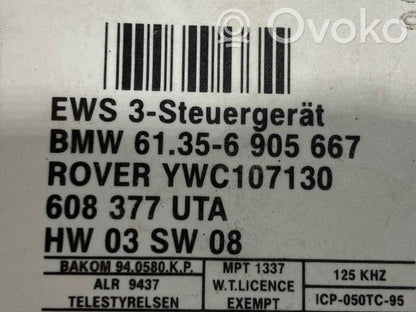 Ovoko
EWS 3-Steuergerät
BMW 61.35-6 905 667
ROVER YWC107130
608 377 UTA
HW 03 SW 08
BAKOM 94.0580.K.P. MPT 1337 125 KHZ
ALR 9437 W.T.LICENCE
TELESTYRELSEN EXEMPT ICP-050TC-95